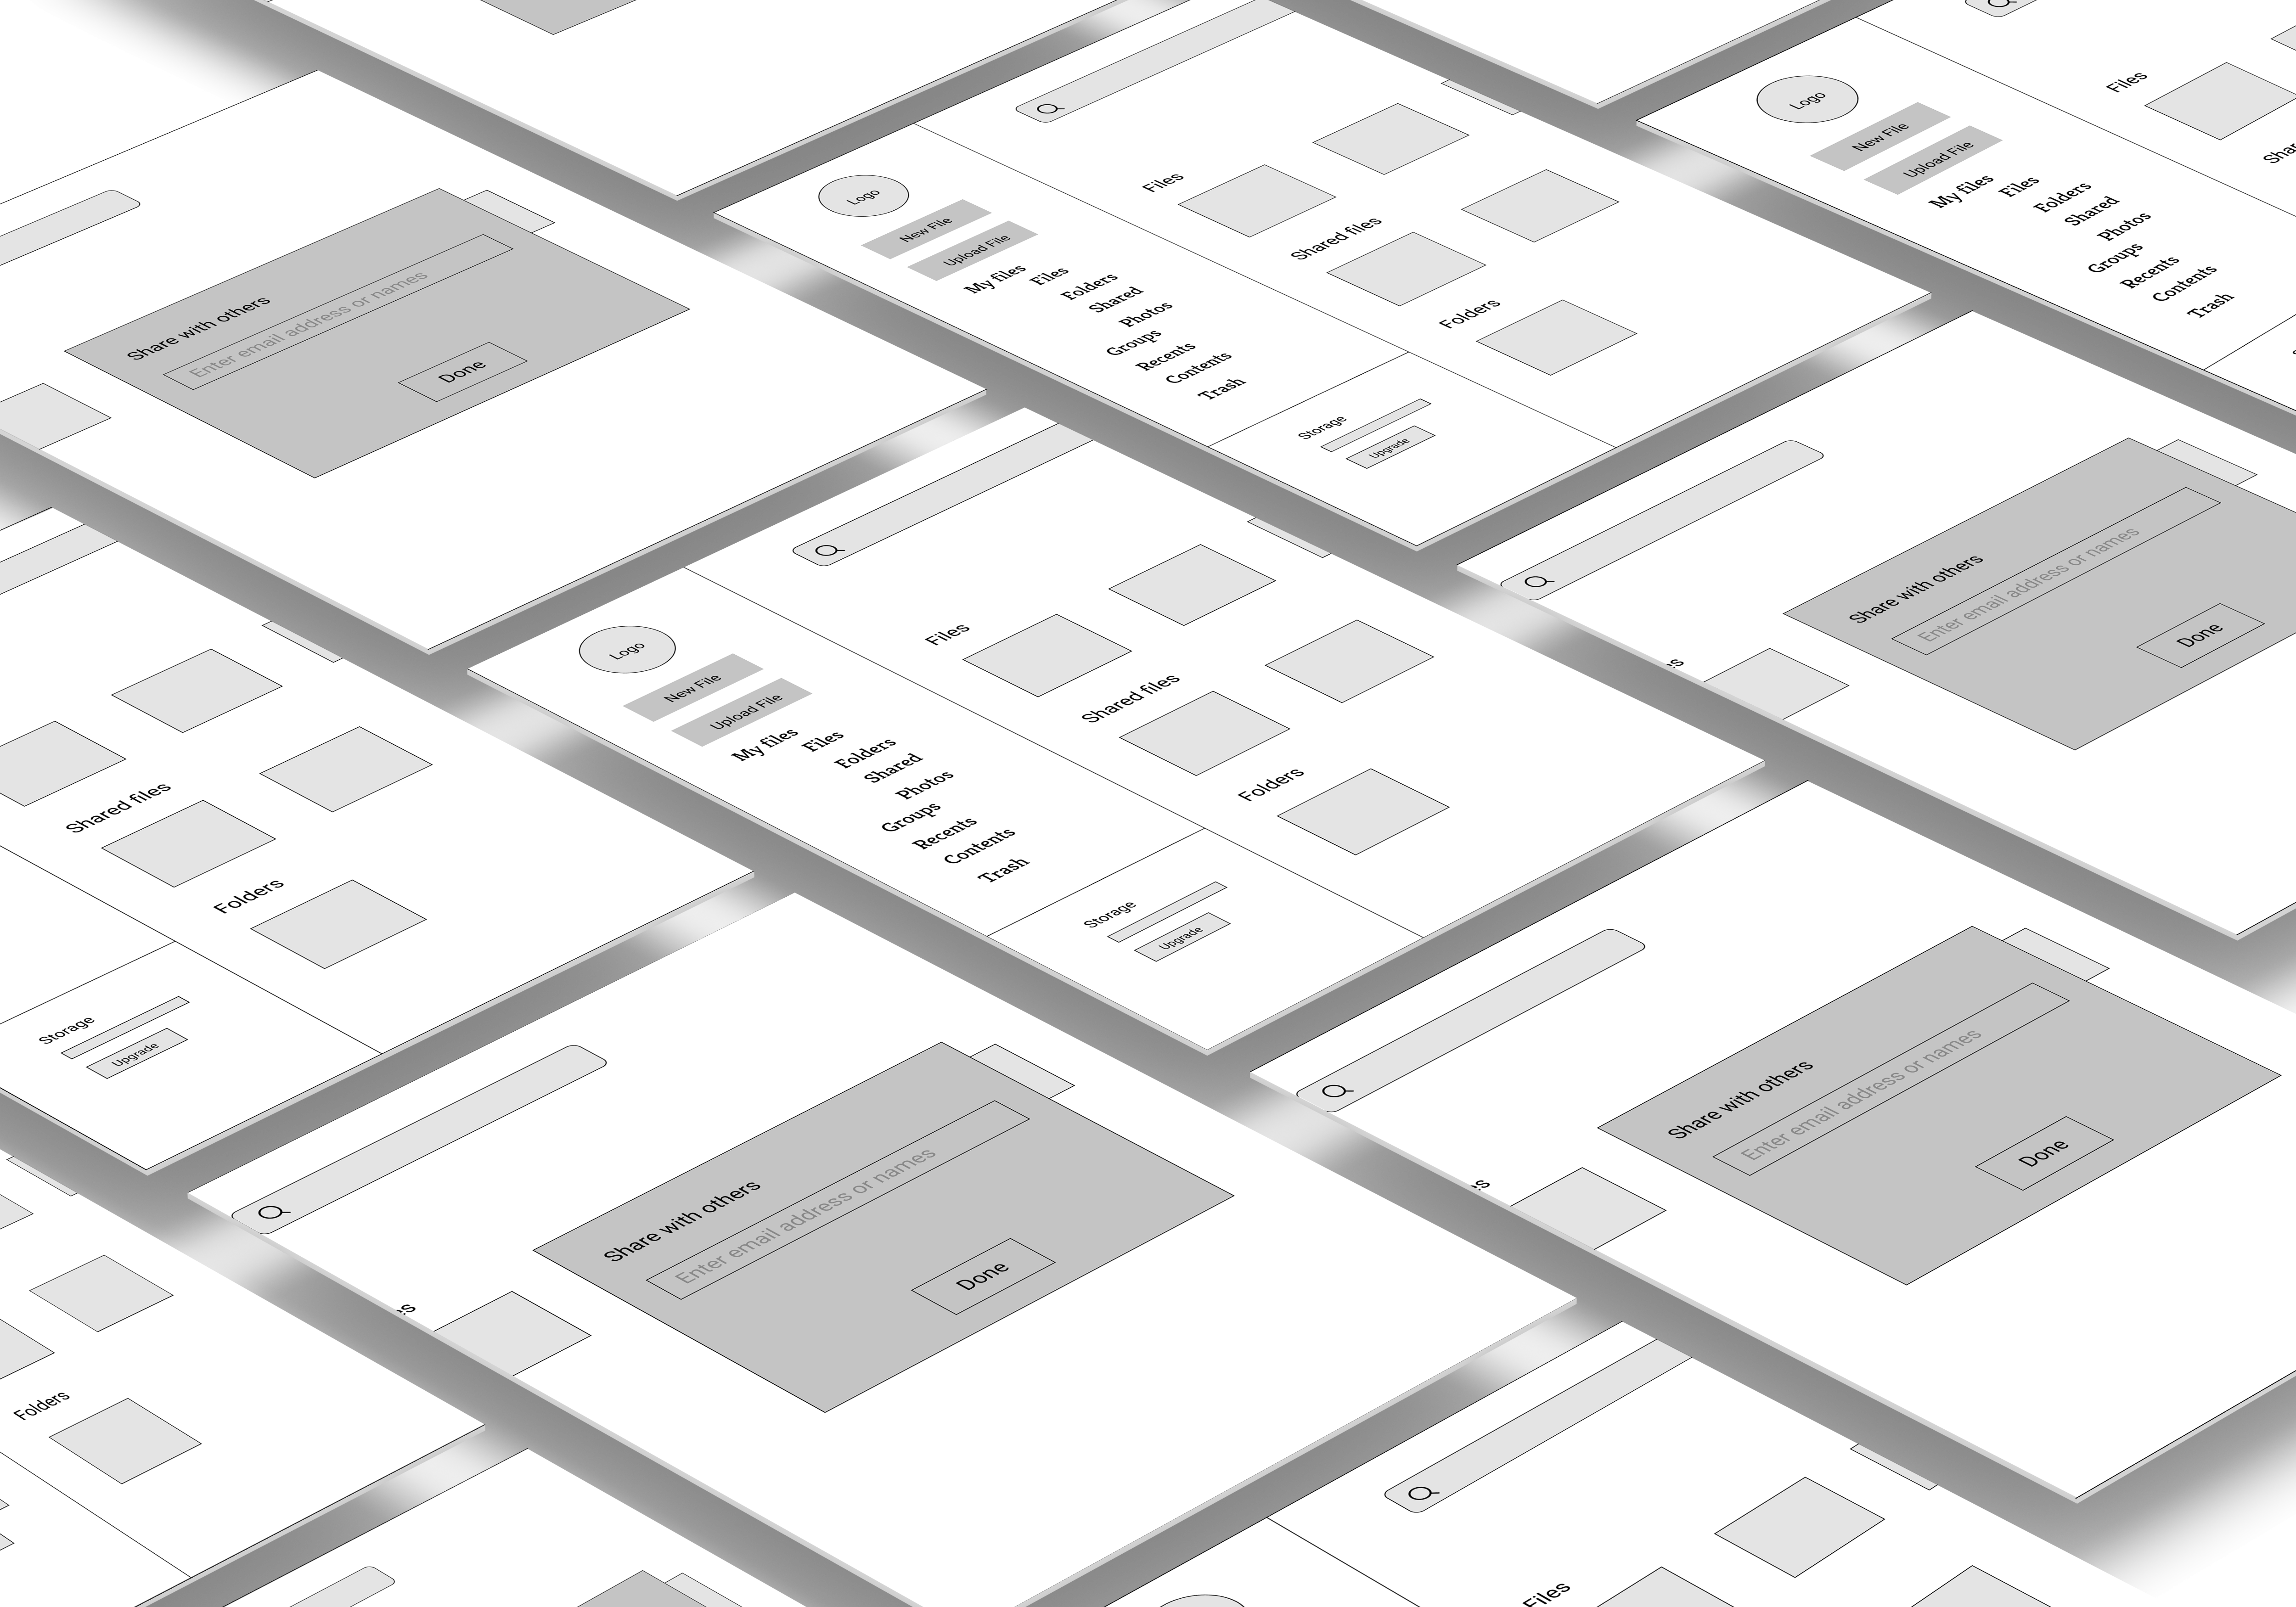 Logo
New File
Upload File
My files
Files
Folders
Shared
Photos
Groups
Recents
Contents
Trash
Storage
Upgrade
Files
Shared files
Folders
Logo
New File
Upload File
My files
Files
Folders
Shared
Photos
Groups
Recents
Contents
Trash
Files
Share with others
Enter email address or names
Done
Logo
New File
Upload File
My files
Files
Folders
Shared
Photos
Groups
Recents
Contents
Trash
Storage
Upgrade
Files
Shared files
Folders
Share with others
Enter email address or names
Done
Shared files
Folders
Storage
Upgrade
Share with others
Enter email address or names
Done
Share with others
Enter email address or names
Done
Folders
Files